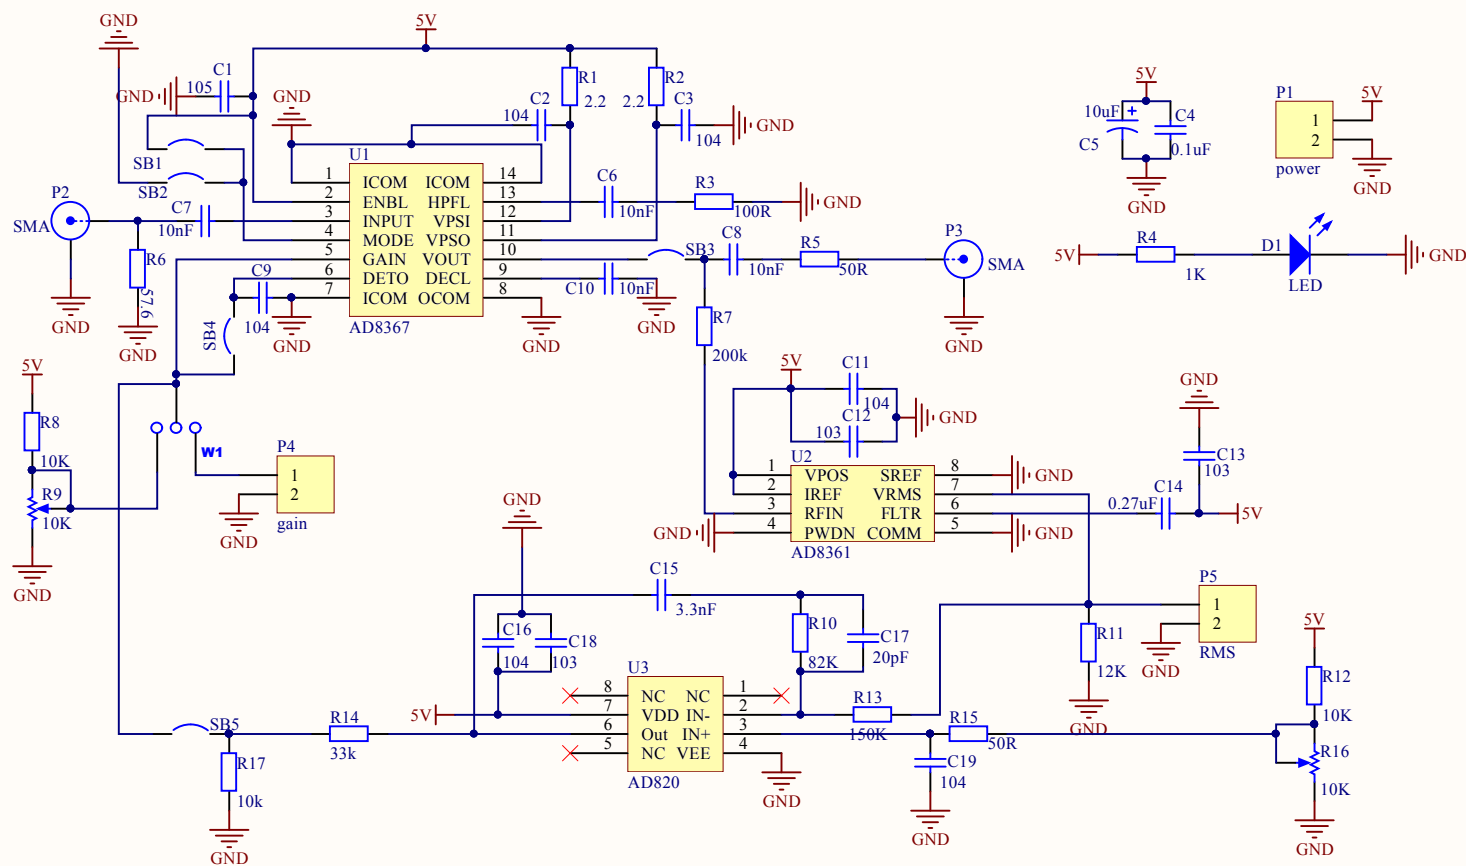 GND
5V
C1
105
GND
GND
R1
2.2
R2
2.2
C2
104
C3
104
GND
5V
10uF +
C5
C4
0.1uF
GND
P1
1
2
power
5V
GND
SB1
SB2
U1
1 ICOM ICOM 14
2 ENBL HPFL 13
3 INPUT VPSI 12
4 MODE VPSO 11
5 GAIN VOUT 10
6 DETO DECL 9
7 ICOM OCOM 8
AD8367
P2
SMA
GND
C7
10nF
R6
57.6
GND
C6
10nF
R3
100R
GND
SB3
C8
10nF
R5
50R
P3
SMA
GND
5V
R4
1K
D1
LED
GND
C9
104
GND
SB4
C10
10nF
GND
GND
R7
200k
5V
R8
10K
R9
10K
GND
W1
P4
1
2
gain
GND
5V
C11
104
C12
103
GND
U2
1 VPOS SREF 8
2 IREF VRMS 7
3 RFIN FLTR 6
4 PWDN COMM 5
AD8361
GND
GND
GND
GND
C13
103
C14
0.27uF
5V
GND
C15
3.3nF
C16
104
C18
103
R10
82K
C17
20pF
P5
1
2
RMS
GND
R11
12K
GND
5V
R12
10K
R16
10K
GND
U3
8 NC NC 1
7 VDD IN- 2
6 Out IN+ 3
5 NC VEE 4
AD820
5V
GND
R13
150K
R15
50R
C19
104
GND
SB5
R14
33k
R17
10k
GND